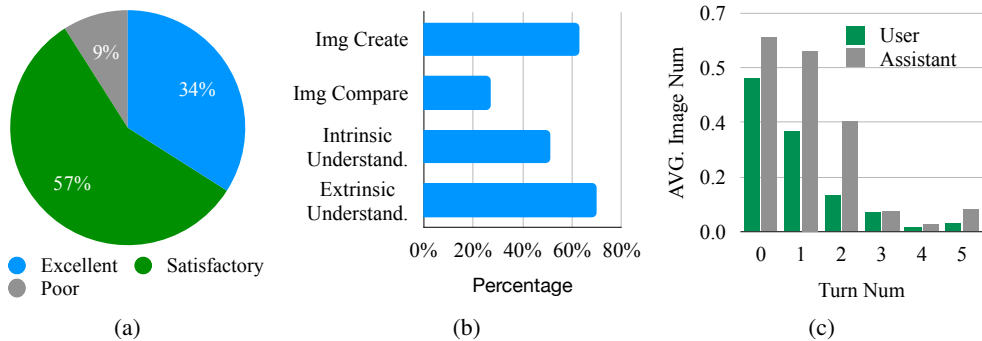 9%
34%
57%
Excellent
Satisfactory
Poor
(a)
Img Create
Img Compare
Intrinsic
Understand.
Extrinsic
Understand.
0% 20% 40% 60% 80%
Percentage
(b)
0.7
0.5
0.4
0.2
0.0
AVG. Image Num
User
Assistant
0 1 2 3 4 5
Turn Num
(c)